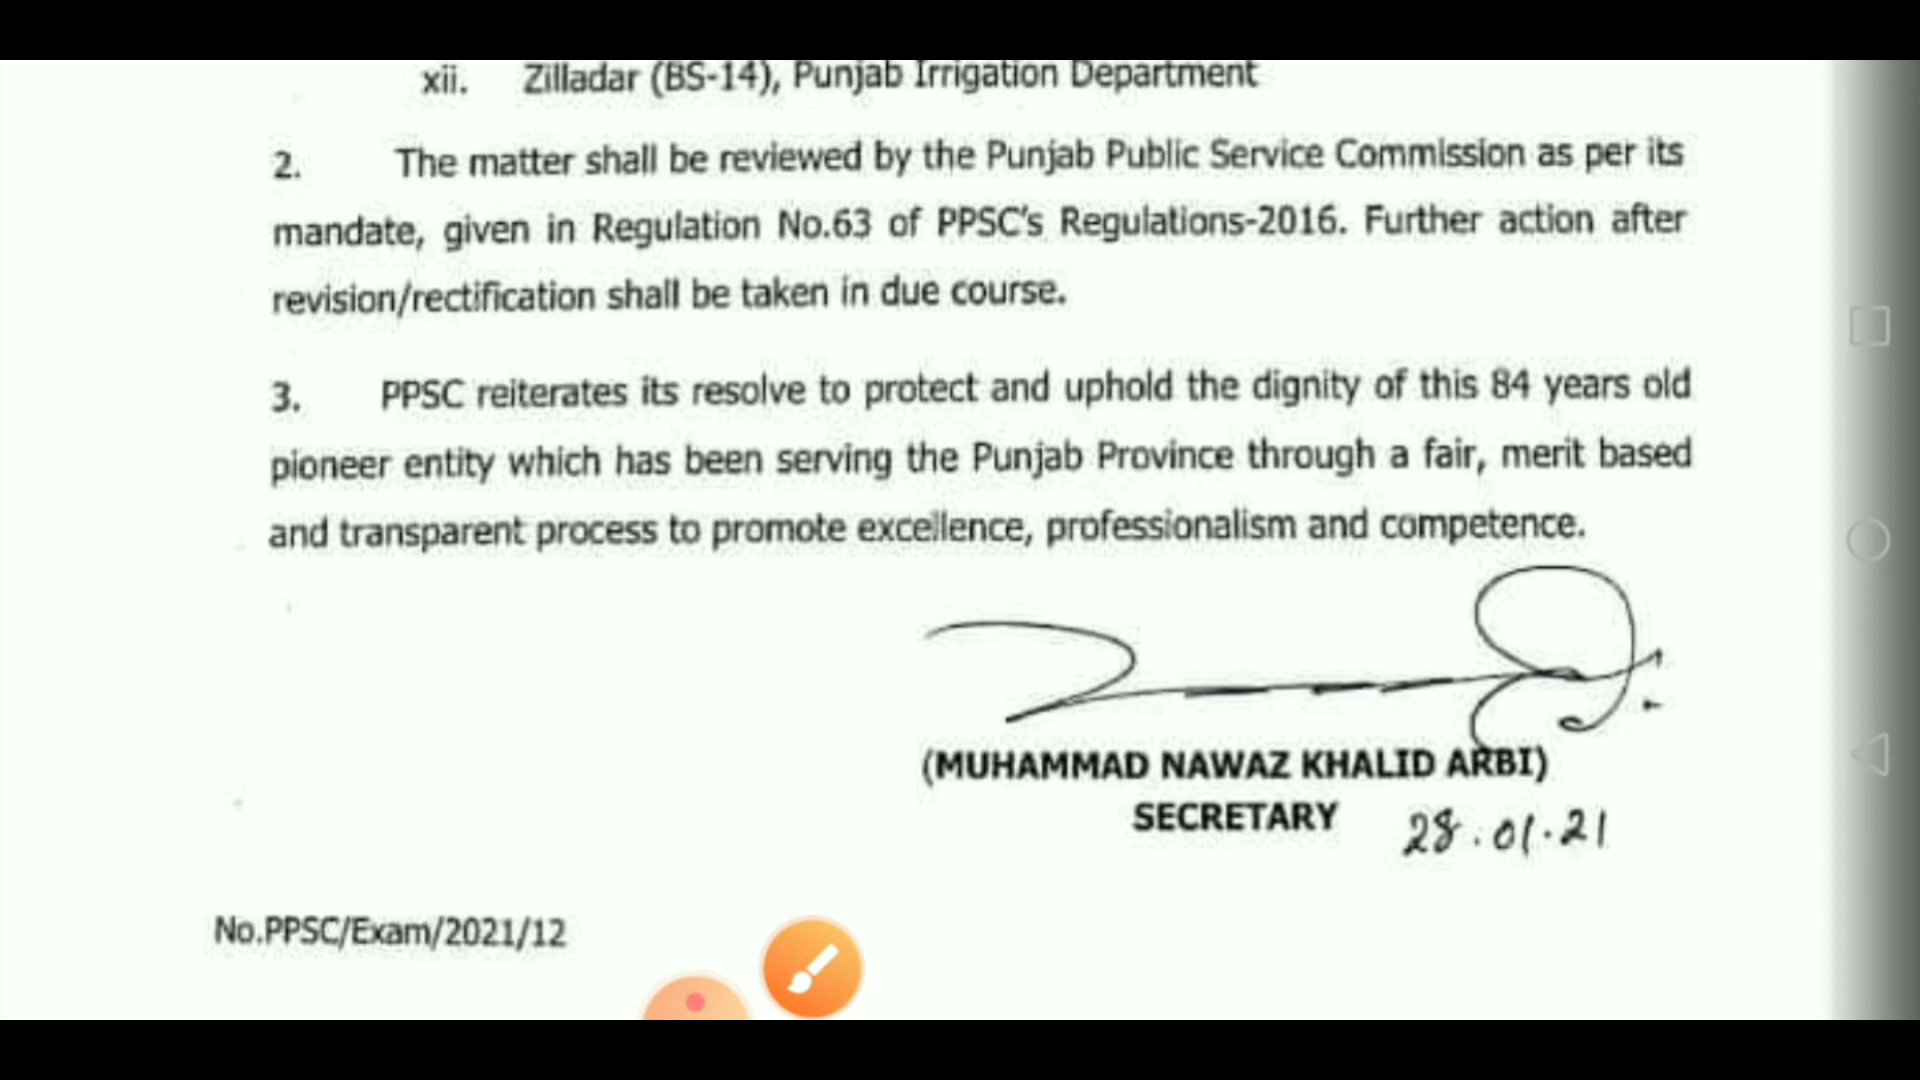 xii. Zilladar (BS-14), Punjab Irrigation Department
2. The matter shall be reviewed by the Punjab Public Service Commission as per its
mandate, given in Regulation No.63 of PPSC's Regulations-2016. Further action after
revision/rectification shall be taken in due course.
3. PPSC reiterates its resolve to protect and uphold the dignity of this 84 years old
pioneer entity which has been serving the Punjab Province through a fair, merit based
and transparent process to promote excellence, professionalism and competence.
(MUHAMMAD NAWAZ KHALID ARBI)
SECRETARY 28.01.21
No.PPSC/Exam/2021/12